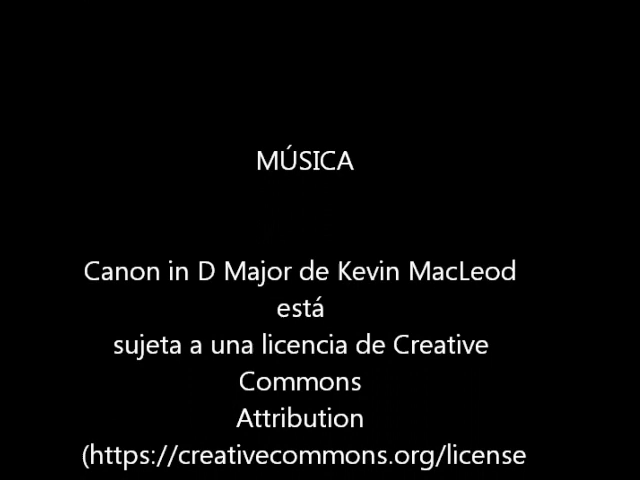 MÚSICA
Canon in D Major de Kevin MacLeod
está
sujeta a una licencia de Creative
Commons
Attribution
(https://creativecommons.org/license